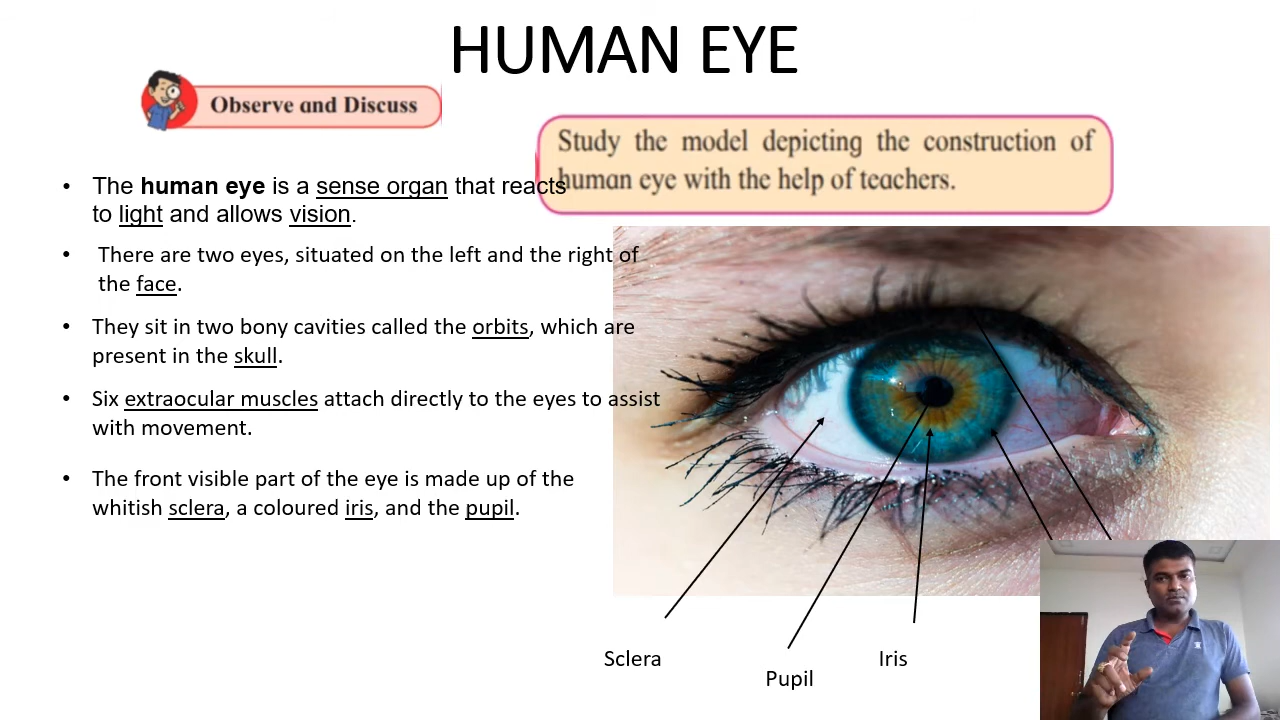 HUMAN EYE
Observe and Discuss
Study the model depicting the construction of
human eye with the help of teachers.
• The human eye is a sense organ that reacts
to light and allows vision.
• There are two eyes, situated on the left and the right of
the face.
• They sit in two bony cavities called the orbits, which are
present in the skull.
• Six extraocular muscles attach directly to the eyes to assist
with movement.
• The front visible part of the eye is made up of the
whitish sclera, a coloured iris, and the pupil.
Sclera
Pupil
Iris